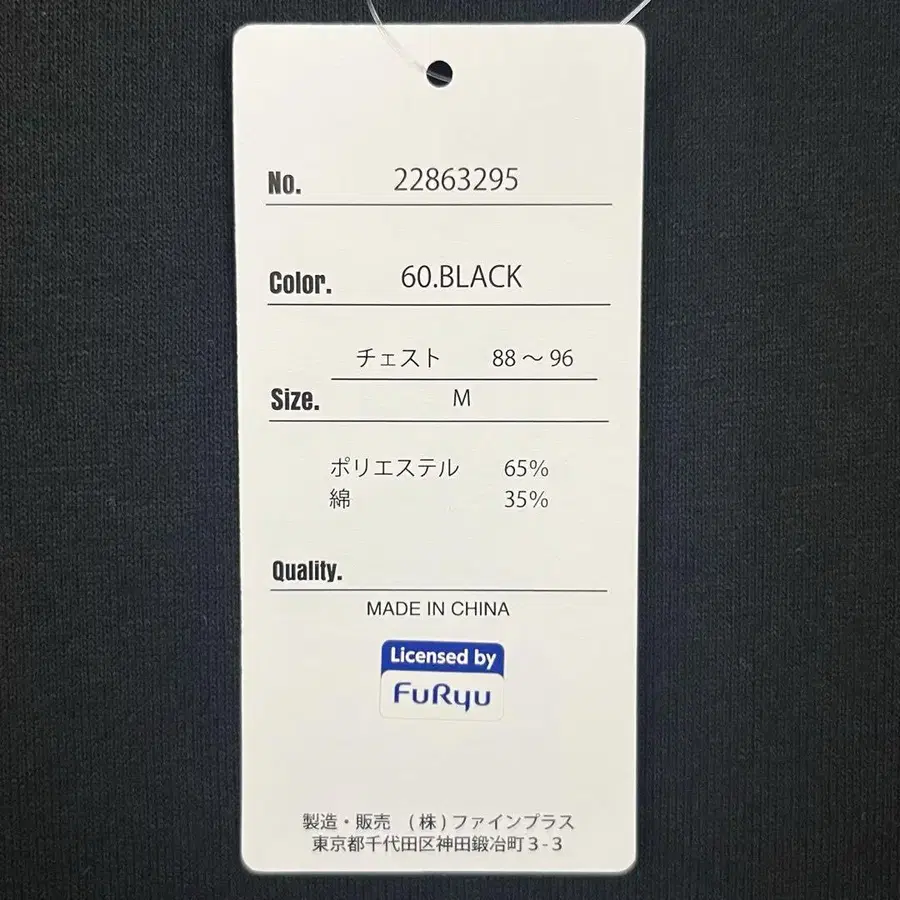 No. 22863295
Color. 60.BLACK
チェスト 88～96
Size. M
ポリエステル 65%
綿 35%
Quality.
MADE IN CHINA
Licensed by
FuRyu
製造・販売 (株)ファインプラス
東京都千代田区神田鍛冶町3-3